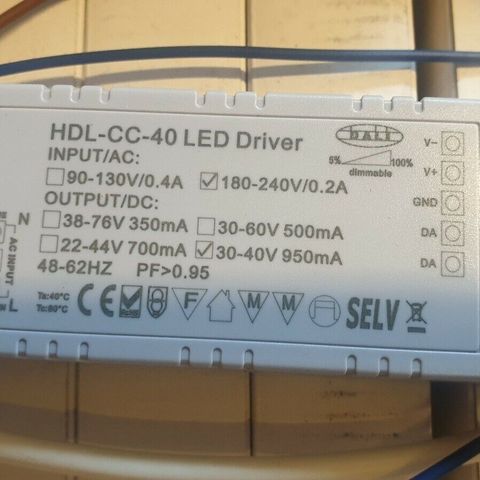 HDL-CC-40 LED Driver
DALI
5% 100%
dimmable
INPUT/AC:
90-130V/0.4A 180-240V/0.2A
OUTPUT/DC:
38-76V 350mA 30-60V 500mA
22-44V 700mA 30-40V 950mA
48-62HZ PF>0.95
Ta:40°C
Tc:80°C
CE F M M SELV
V-
V+
GND
DA
DA
N
AC INPUT
L